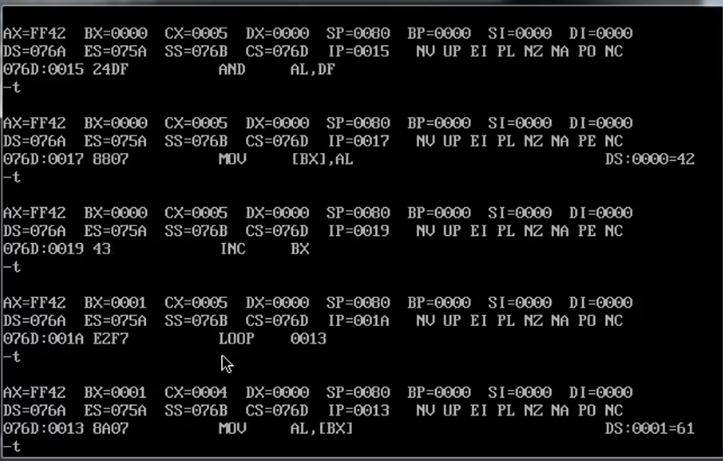 AX=FF42 BX=0000 CX=0005 DX=0000 SP=0080 BP=0000 SI=0000 DI=0000
DS=076A ES=075A SS=076B CS=076D IP=0015 NV UP EI PL NZ NA PO NC
076D:0015 24DF AND AL,DF
-t
AX=FF42 BX=0000 CX=0005 DX=0000 SP=0080 BP=0000 SI=0000 DI=0000
DS=076A ES=075A SS=076B CS=076D IP=0017 NV UP EI PL NZ NA PE NC
076D:0017 8807 MOV [BX],AL DS:0000=42
-t
AX=FF42 BX=0000 CX=0005 DX=0000 SP=0080 BP=0000 SI=0000 DI=0000
DS=076A ES=075A SS=076B CS=076D IP=0019 NV UP EI PL NZ NA PE NC
076D:0019 43 INC BX
-t
AX=FF42 BX=0001 CX=0005 DX=0000 SP=0080 BP=0000 SI=0000 DI=0000
DS=076A ES=075A SS=076B CS=076D IP=001A NV UP EI PL NZ NA PO NC
076D:001A E2F7 LOOP 0013
-t
AX=FF42 BX=0001 CX=0004 DX=0000 SP=0080 BP=0000 SI=0000 DI=0000
DS=076A ES=075A SS=076B CS=076D IP=0013 NV UP EI PL NZ NA PO NC
076D:0013 8A07 MOV AL,[BX] DS:0001=61
-t